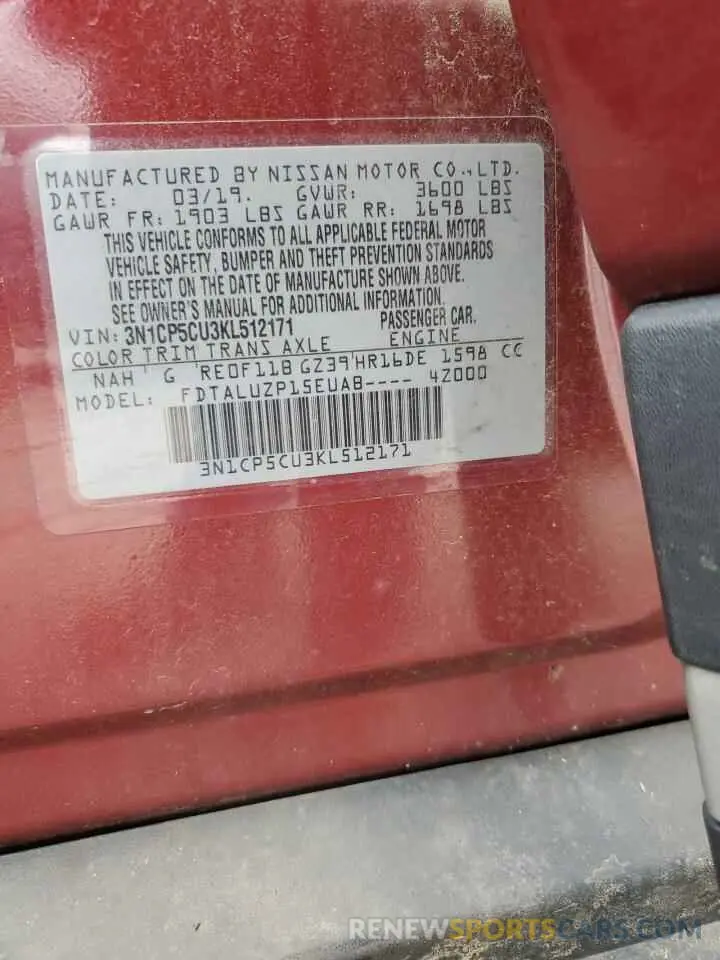 MANUFACTURED BY NISSAN MOTOR CO.,LTD.
DATE: 03/19. GVWR: 3600 LBS
GAWR FR: 1903 LBS GAWR RR: 1698 LBS
THIS VEHICLE CONFORMS TO ALL APPLICABLE FEDERAL MOTOR
VEHICLE SAFETY, BUMPER AND THEFT PREVENTION STANDARDS
IN EFFECT ON THE DATE OF MANUFACTURE SHOWN ABOVE.
SEE OWNER'S MANUAL FOR ADDITIONAL INFORMATION.
VIN: 3N1CP5CU3KL512171 PASSENGER CAR.
COLOR TRIM TRANS AXLE ENGINE
NAH ' G 'RE0F11B GZ39'HR16DE 1598 CC
MODEL: FDTALUZP15EUAB---- 4Z000
3N1CP5CU3KL512171
RENEWSPORTSCARS.COM